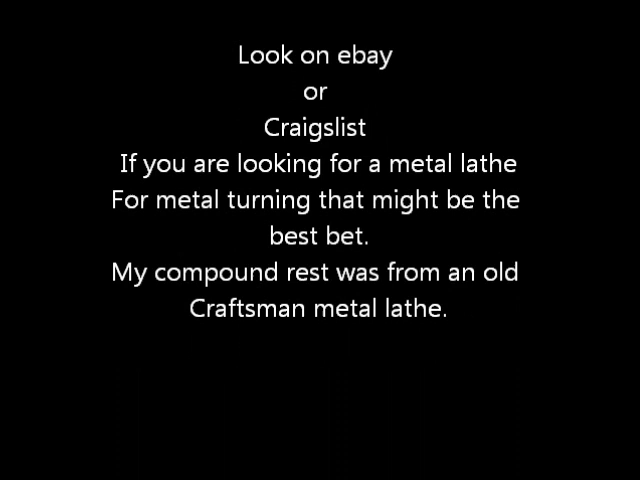 Look on ebay
or
Craigslist
If you are looking for a metal lathe
For metal turning that might be the
best bet.
My compound rest was from an old
Craftsman metal lathe.